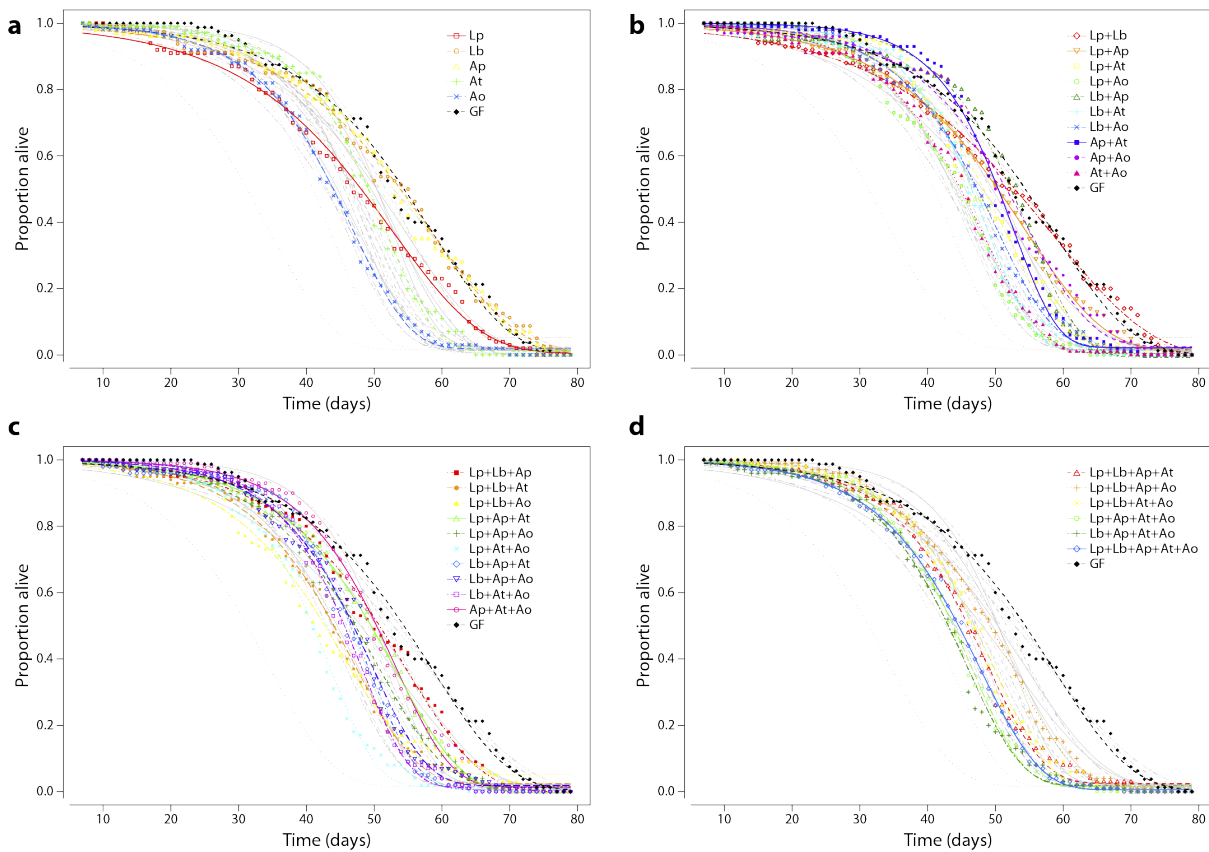 a
Proportion alive
1.0
0.8
0.6
0.4
0.2
0.0
Lp
Lb
Ap
At
Ao
GF
10 20 30 40 50 60 70 80
Time (days)
b
Proportion alive
1.0
0.8
0.6
0.4
0.2
0.0
Lp+Lb
Lp+Ap
Lp+At
Lp+Ao
Lb+Ap
Lb+At
Lb+Ao
Ap+At
Ap+Ao
At+Ao
GF
10 20 30 40 50 60 70 80
Time (days)
c
Proportion alive
1.0
0.8
0.6
0.4
0.2
0.0
Lp+Lb+Ap
Lp+Lb+At
Lp+Lb+Ao
Lp+Ap+At
Lp+Ap+Ao
Lp+At+Ao
Lb+Ap+At
Lb+Ap+Ao
Lb+At+Ao
Ap+At+Ao
GF
10 20 30 40 50 60 70 80
Time (days)
d
Proportion alive
1.0
0.8
0.6
0.4
0.2
0.0
Lp+Lb+Ap+At
Lp+Lb+Ap+Ao
Lp+Lb+At+Ao
Lp+Ap+At+Ao
Lb+Ap+At+Ao
Lp+Lb+Ap+At+Ao
GF
10 20 30 40 50 60 70 80
Time (days)